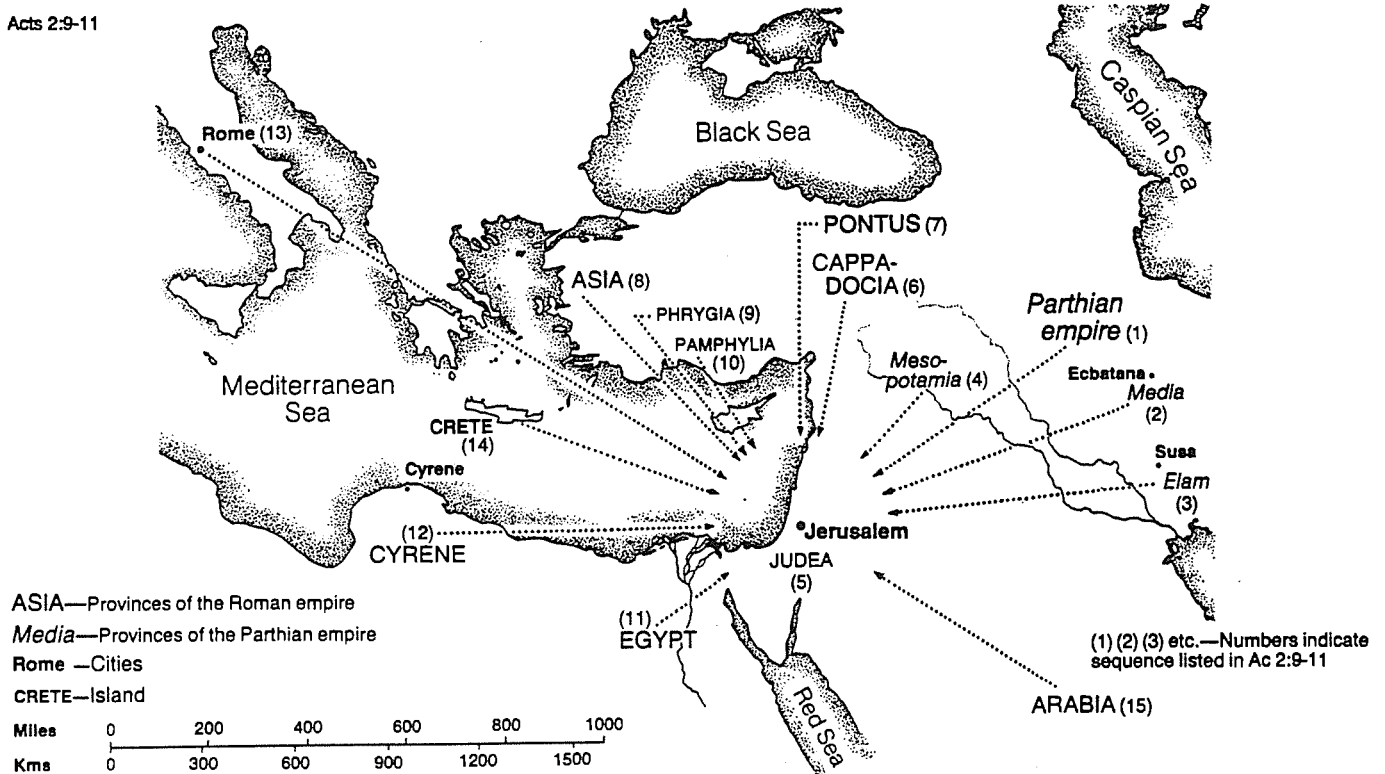 Acts 2:9-11
Rome (13)
Black Sea
Caspian Sea
PONTUS (7)
CAPPA-
DOCIA (6)
ASIA (8)
PHRYGIA (9)
PAMPHYLIA
(10)
Parthian
empire (1)
Meso-
potamia (4)
Ecbatana
Media
(2)
Mediterranean
Sea
CRETE
(14)
Cyrene
Susa
Elam
(3)
(12)
CYRENE
Jerusalem
JUDEA
(5)
(11)
EGYPT
Red Sea
ARABIA (15)
ASIA—Provinces of the Roman empire
Media—Provinces of the Parthian empire
Rome —Cities
CRETE—Island
(1) (2) (3) etc.—Numbers indicate
sequence listed in Ac 2:9-11
Miles 0 200 400 600 800 1000
Kms 0 300 600 900 1200 1500